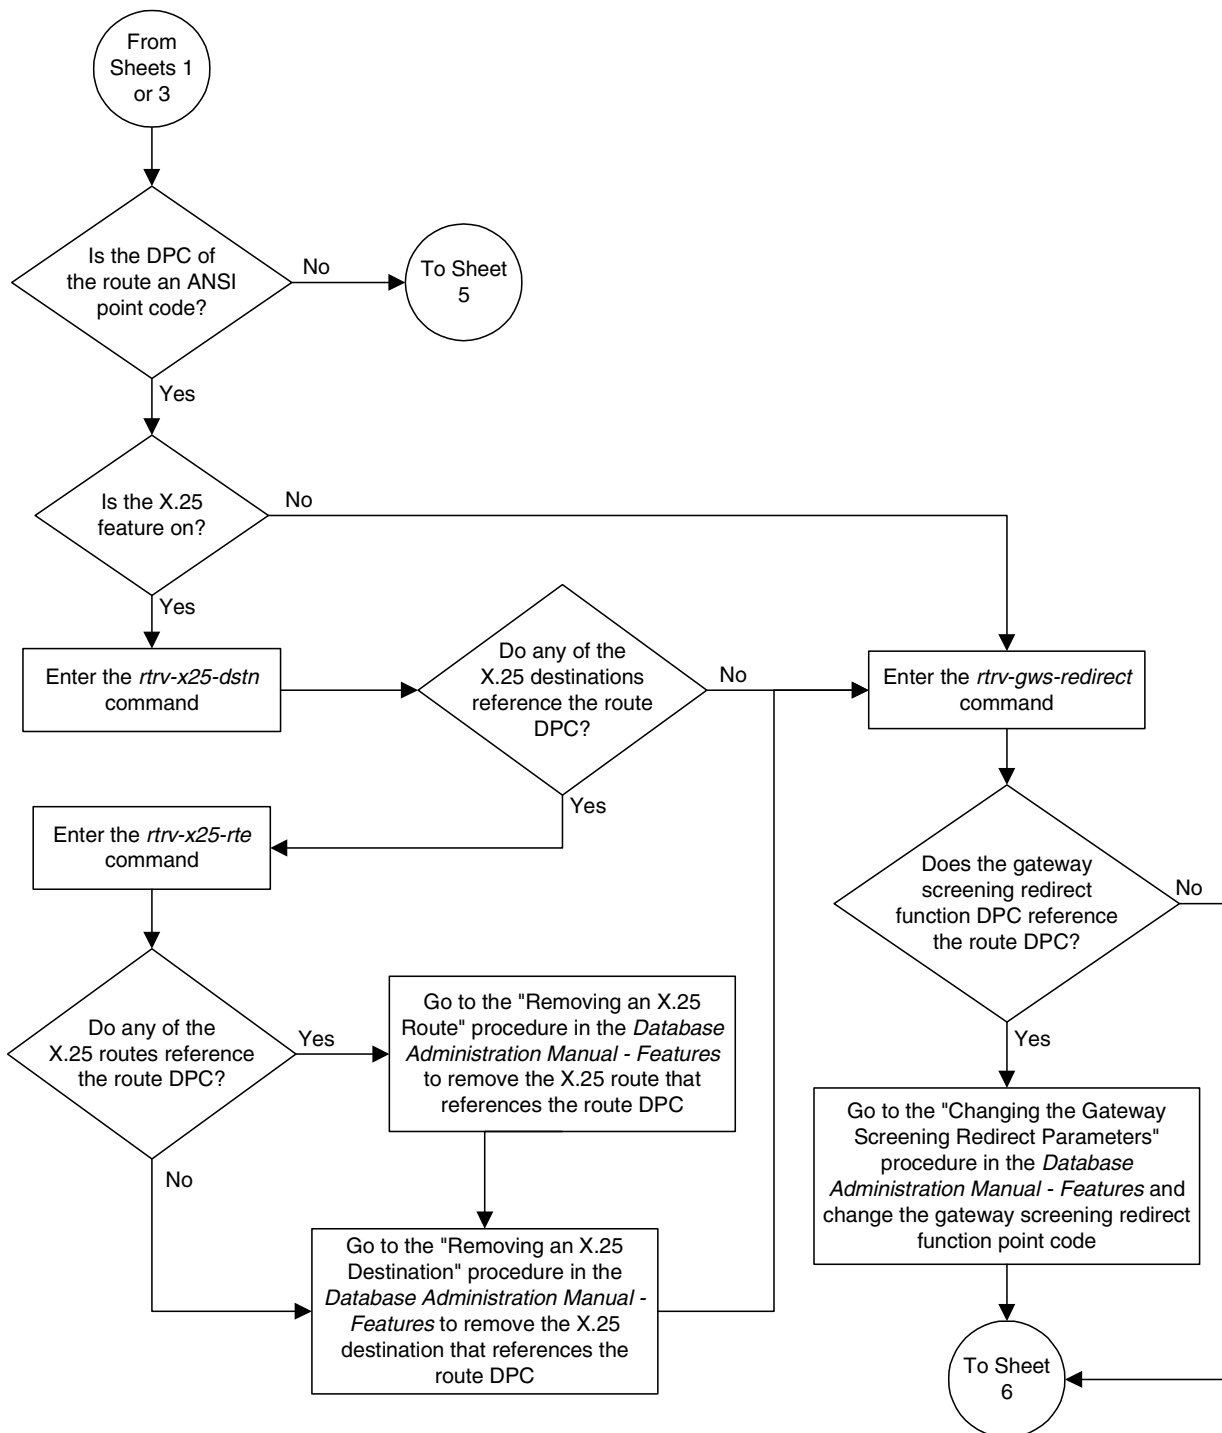 From
Sheets 1
or 3
Is the DPC of
the route an ANSI
point code?
No
To Sheet
5
Yes
Is the X.25
feature on?
No
Yes
Enter the rtrv-x25-dstn
command
Do any of the
X.25 destinations
reference the route
DPC?
No
Enter the rtrv-gws-redirect
command
Yes
Enter the rtrv-x25-rte
command
Does the gateway
screening redirect
function DPC reference
the route DPC?
No
Yes
Do any of the
X.25 routes reference
the route DPC?
Yes
Go to the "Removing an X.25
Route" procedure in the Database
Administration Manual - Features
to remove the X.25 route that
references the route DPC
No
Go to the "Changing the Gateway
Screening Redirect Parameters"
procedure in the Database
Administration Manual - Features and
change the gateway screening redirect
function point code
Go to the "Removing an X.25
Destination" procedure in the
Database Administration Manual -
Features to remove the X.25
destination that references the
route DPC
To Sheet
6